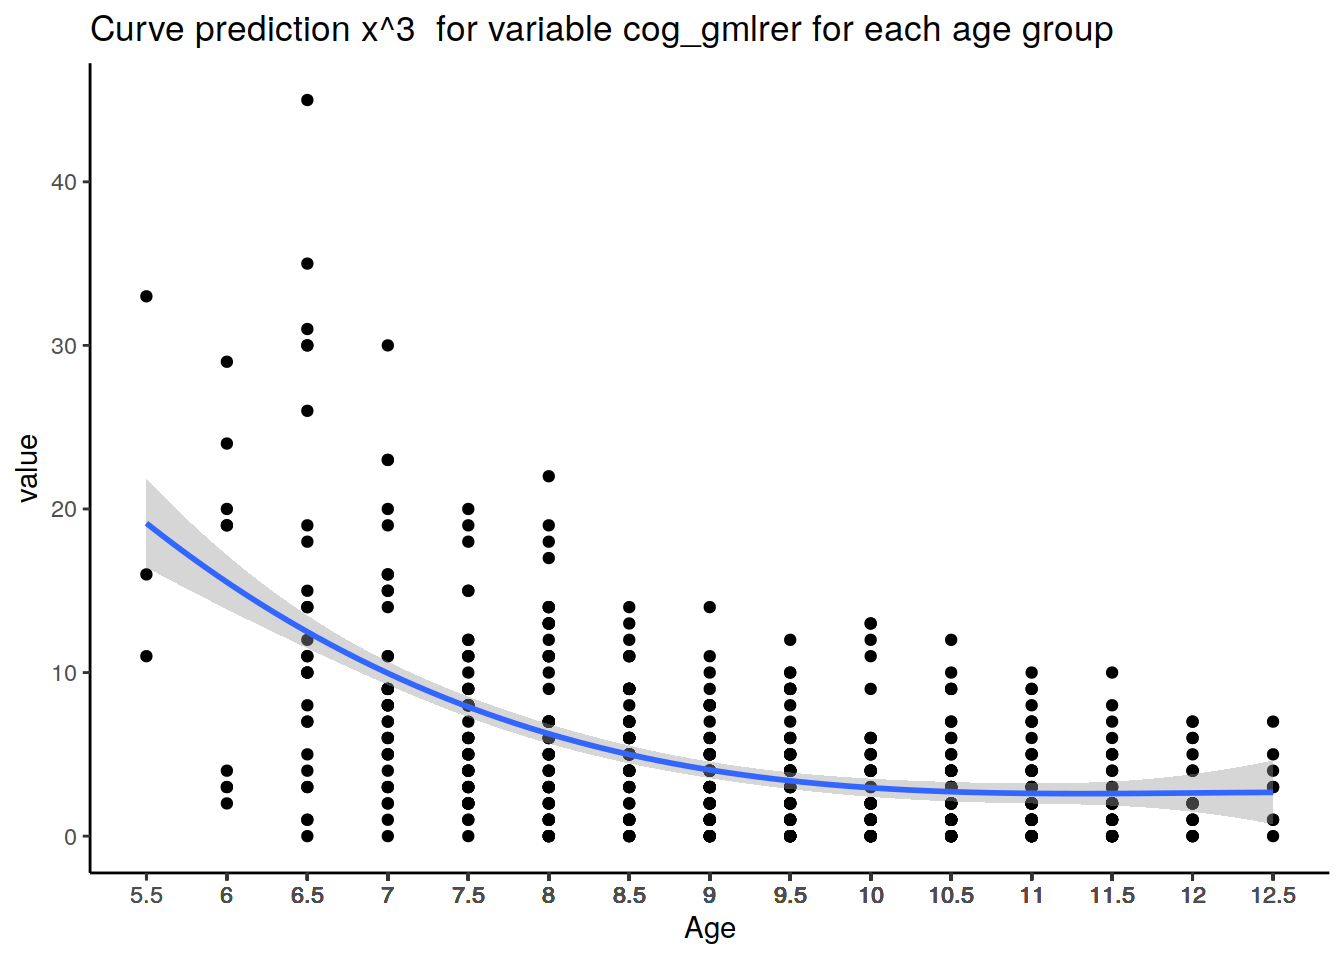 Curve prediction x^3  for variable cog_gmlrer for each age group
value
40
30
20
10
0
5.5 6 6.5 7 7.5 8 8.5 9 9.5 10 10.5 11 11.5 12 12.5
Age